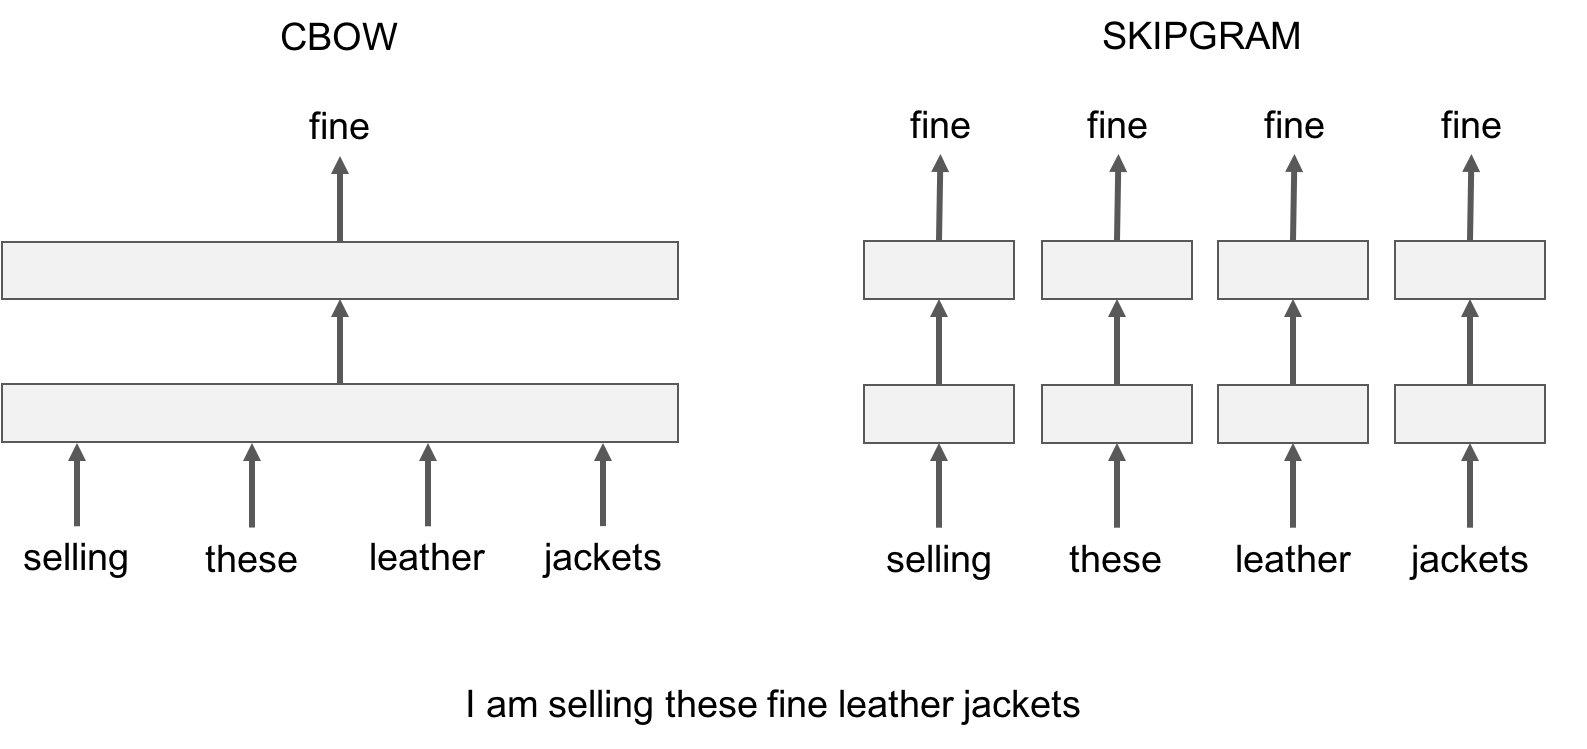 CBOW
fine
selling these leather jackets
SKIPGRAM
fine fine fine fine
selling these leather jackets
I am selling these fine leather jackets